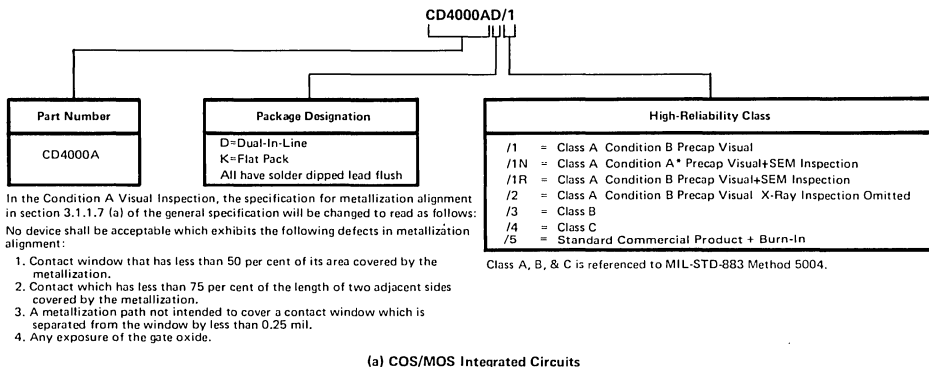 CD4000AD/1
Part Number
CD4000A
Package Designation
D=Dual-In-Line
K=Flat Pack
All have solder dipped lead flush
High-Reliability Class
/1 = Class A Condition B Precap Visual
/1N = Class A Condition A* Precap Visual+SEM Inspection
/1R = Class A Condition B Precap Visual+SEM Inspection
/2 = Class A Condition B Precap Visual X-Ray Inspection Omitted
/3 = Class B
/4 = Class C
/5 = Standard Commercial Product + Burn-In
Class A, B, & C is referenced to MIL-STD-883 Method 5004.
In the Condition A Visual Inspection, the specification for metallization alignment
in section 3.1.1.7 (a) of the general specification will be changed to read as follows:
No device shall be acceptable which exhibits the following defects in metallization
alignment:
1. Contact window that has less than 50 per cent of its area covered by the
metallization.
2. Contact which has less than 75 per cent of the length of two adjacent sides
covered by the metallization.
3. A metallization path not intended to cover a contact window which is
separated from the window by less than 0.25 mil.
4. Any exposure of the gate oxide.
(a) COS/MOS Integrated Circuits